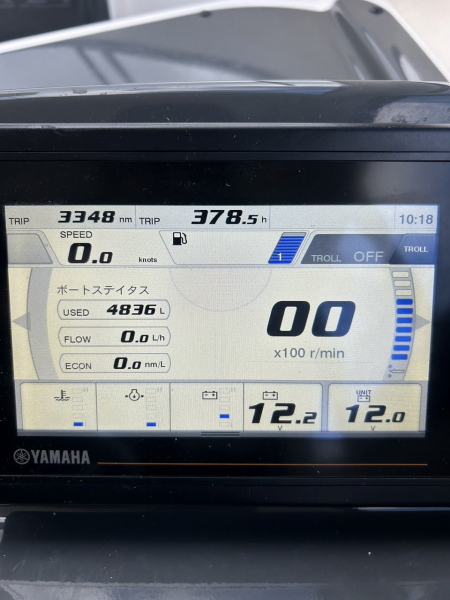 TRIP 3348 nm TRIP 378.5 h 10:18
SPEED
0.0 knots
1
TROLL OFF TROLL
ボートステイタス
USED 4836 L
FLOW 0.0 L/h
ECON 0.0 nm/L
00
x100 r/min
12.2 V
UNIT
12.0 V
YAMAHA